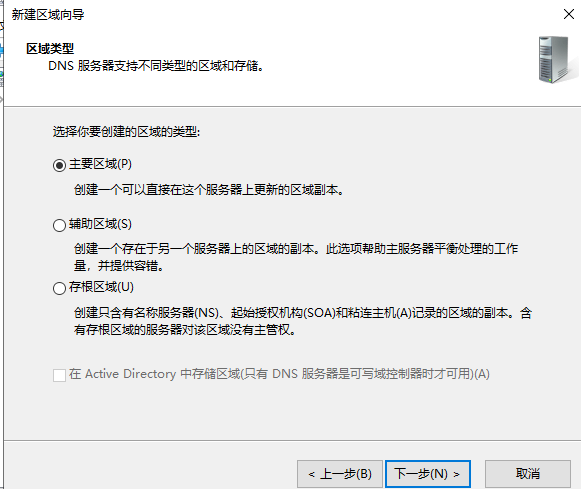 新建区域向导
区域类型
DNS 服务器支持不同类型的区域和存储。
选择你要创建的区域的类型:
主要区域(P)
创建一个可以直接在这个服务器上更新的区域副本。
辅助区域(S)
创建一个存在于另一个服务器上的区域的副本。此选项帮助主服务器平衡处理的工作
量，并提供容错。
存根区域(U)
创建只含有名称服务器(NS)、起始授权机构(SOA)和粘连主机(A)记录的区域的副本。含
有存根区域的服务器对该区域没有主管权。
在 Active Directory 中存储区域(只有 DNS 服务器是可写域控制器时才可用)(A)
< 上一步(B) 下一步(N) > 取消